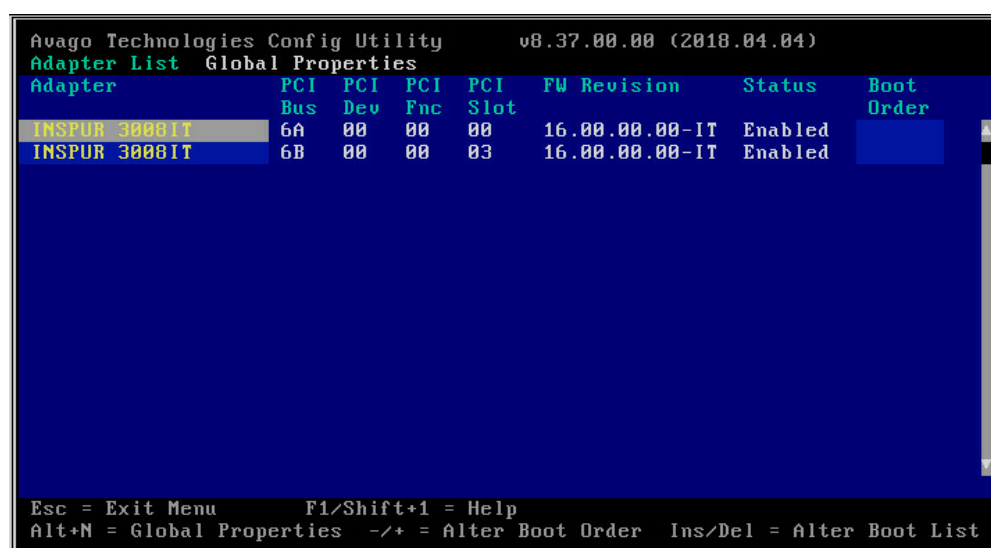 Avago Technologies Config Utility v8.37.00.00 (2018.04.04)
Adapter List Global Properties
Adapter PCI PCI PCI PCI FW Revision Status Boot
Bus Dev Fnc Slot Order
INSPUR 3008IT 6A 00 00 00 16.00.00.00-IT Enabled
INSPUR 3008IT 6B 00 00 03 16.00.00.00-IT Enabled
Esc = Exit Menu F1/Shift+1 = Help
Alt+N = Global Properties -/+ = Alter Boot Order Ins/Del = Alter Boot List